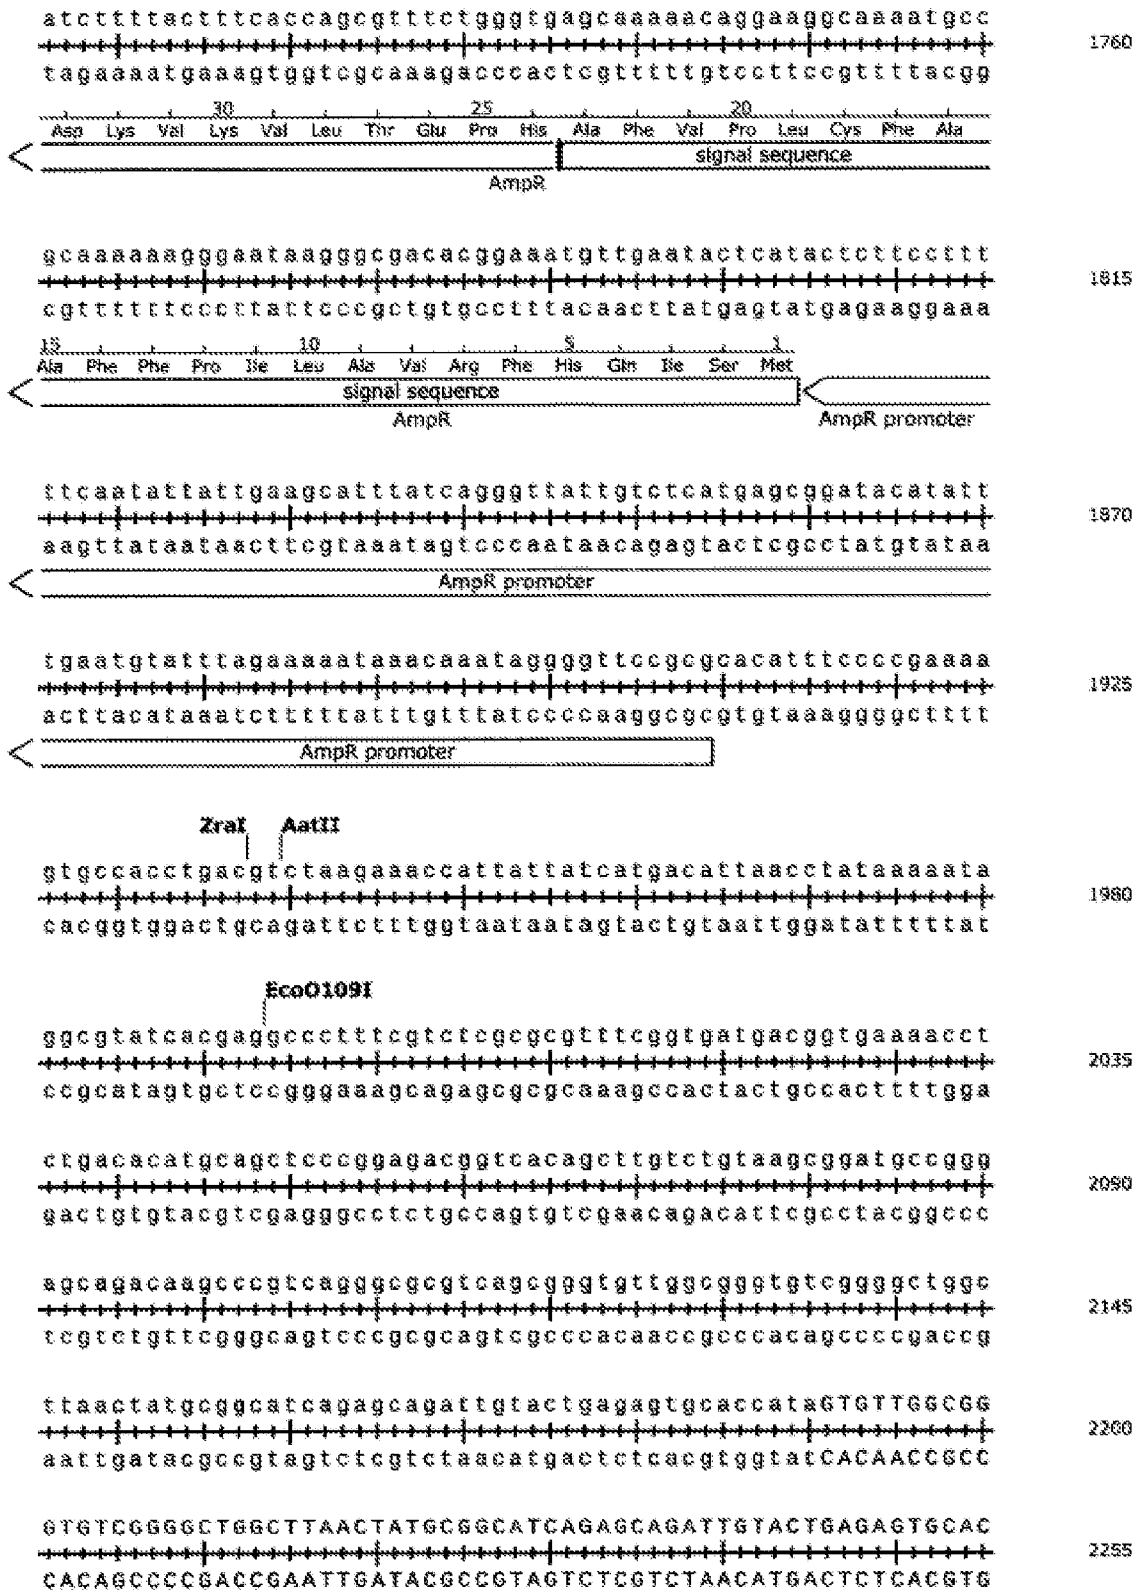 atcttttactttcaccagcgtttctgggtgagcaaaaacaggaaggcaaaatgcc
1760
tagaaaatgaaagtggtcgcaaagacccactcgtttttgtccttccgttttacgg
30 25 20
Asp Lys Val Lys Val Leu Thr Glu Pro His Ala Phe Val Pro Leu Cys Phe Ala
signal sequence
AmpR
gcaaaaaagggaataagggcgacacggaaatgttgaatactcatactcttccttt
1815
cgttttttcccttattcccgctgtgcctttacaacttatgagtatgagaaggaaa
15 10 5 1
Ala Phe Phe Pro Ile Leu Ala Val Arg Phe His Gln Ile Ser Met
signal sequence
AmpR AmpR promoter
ttcaatattattgaagcatttatcagggttattgtctcatgagcggatacatatt
1870
aagttataataacttcgtaaatagtcccaataacagagtactcgcctatgtataa
AmpR promoter
tgaatgtatttagaaaaataaacaaataggggttccgcgcacatttccccgaaaa
1925
acttacataaatctttttatttgtttatccccaaggcgcgtgtaaaggggctttt
AmpR promoter
ZraI AatII
gtgccacctgacgtctaagaaaccattattatcatgacattaacctataaaaata
1980
cacggtggactgcagattctttggtaataatagtactgtaattggatatttttat
EcoO109I
ggcgtatcacgaggccctttcgtctcgcgcgtttcggtgatgacggtgaaaacct
2035
ccgcatagtgctccgggaaagcagagcgcgcaaagccactactgccacttttgga
ctgacacatgcagctcccggagacggtcacagcttgtctgtaagcggatgccggg
2090
gactgtgtacgtcgagggcctctgccagtgtcgaacagacattcgcctacggccc
agcagacaagcccgtcagggcgcgtcagcgggtgttggcgggtgtcggggctggc
2145
tcgtctgttcgggcagtcccgcgcagtcgcccacaaccgcccacagccccgaccg
ttaactatgcggcatcagagcagattgtactgagagtgcaccataGTGTTGGCGG
2200
aattgatacgccgtagtctcgtctaacatgactctcacgtggtatCACAACCGCC
GTGTCGGGGCTGGCTTAACTATGCGGCATCAGAGCAGATTGTACTGAGAGTGCAC
2255
CACAGCCCCGACCGAATTGATACGCCGTAGTCTCGTCTAACATGACTCTCACGTG